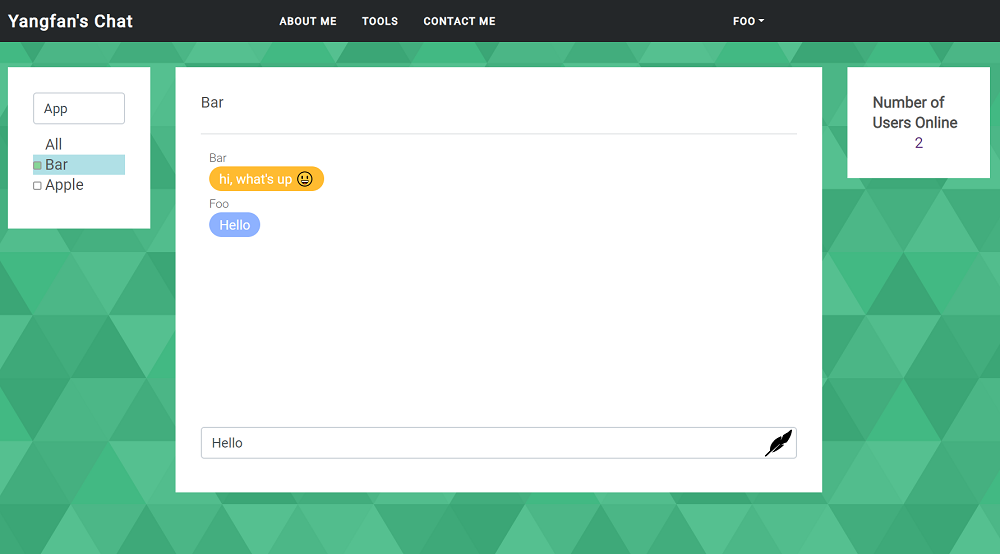 Yangfan's Chat
ABOUT ME
TOOLS
CONTACT ME
FOO
App
All
Bar
Apple
Bar
Bar
hi, what's up
Foo
Hello
Hello
Number of
Users Online
2